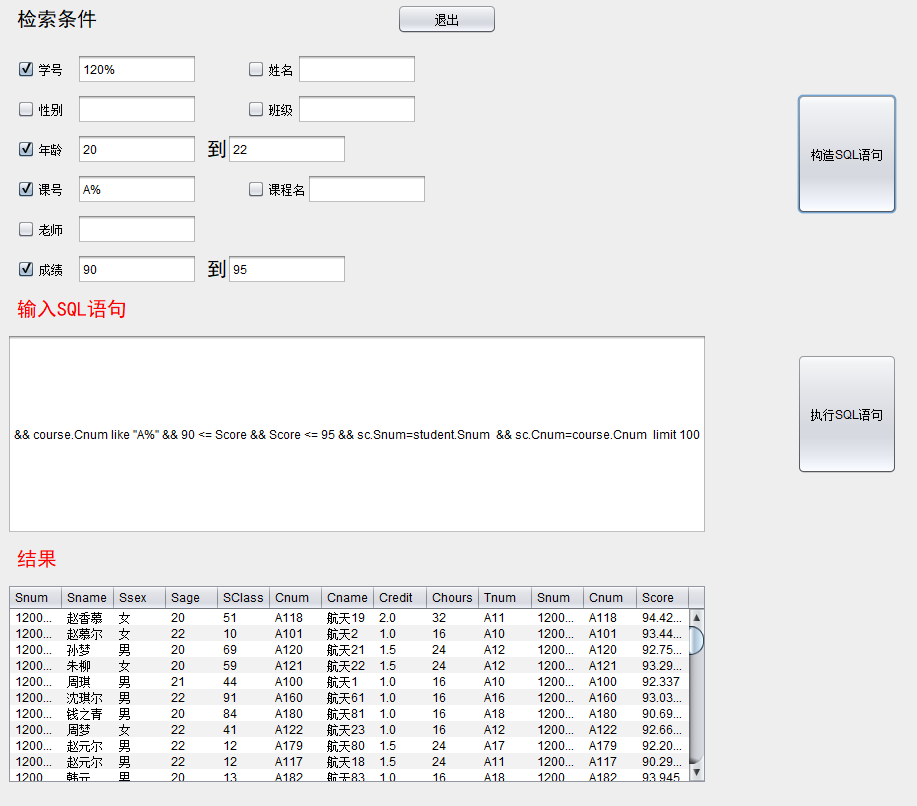 检索条件 退出
学号 120% 姓名
性别 班级
年龄 20 到 22
构造SQL语句
课号 A% 课程名
老师
成绩 90 到 95
输入SQL语句
执行SQL语句
&& course.Cnum like "A%" && 90 <= Score && Score <= 95 && sc.Snum=student.Snum && sc.Cnum=course.Cnum limit 100
结果
Snum Sname Ssex Sage SClass Cnum Cname Credit Chours Tnum Snum Cnum Score
1200... 赵香慕 女 20 51 A118 航天19 2.0 32 A11 1200... A118 94.42...
1200... 赵慕尔 女 22 10 A101 航天2 1.0 16 A10 1200... A101 93.44...
1200... 孙梦 男 20 69 A120 航天21 1.5 24 A12 1200... A120 92.75...
1200... 朱柳 女 20 59 A121 航天22 1.5 24 A12 1200... A121 93.29...
1200... 周琪 男 21 44 A100 航天1 1.0 16 A10 1200... A100 92.337
1200... 沈琪尔 男 22 91 A160 航天61 1.0 16 A16 1200... A160 93.03...
1200... 钱之青 男 20 84 A180 航天81 1.0 16 A18 1200... A180 90.69...
1200... 周梦 女 22 41 A122 航天23 1.0 16 A12 1200... A122 92.66...
1200... 赵元尔 男 22 12 A179 航天80 1.5 24 A17 1200... A179 92.20...
1200... 赵元尔 男 22 12 A117 航天18 1.5 24 A11 1200... A117 90.29...
1200 韩元 男 20 13 A182 航天83 1.0 16 A18 1200 A182 93.945